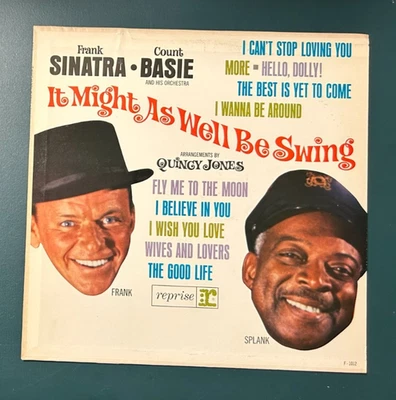 Frank
SINATRA •
Count
BASIE
AND HIS ORCHESTRA
I CAN'T STOP LOVING YOU
MORE • HELLO, DOLLY!
THE BEST IS YET TO COME
I WANNA BE AROUND
It Might As Well Be Swing
ARRANGEMENTS BY
QUINCY JONES
FLY ME TO THE MOON
I BELIEVE IN YOU
I WISH YOU LOVE
WIVES AND LOVERS
THE GOOD LIFE
FRANK
reprise r:
SPLANK